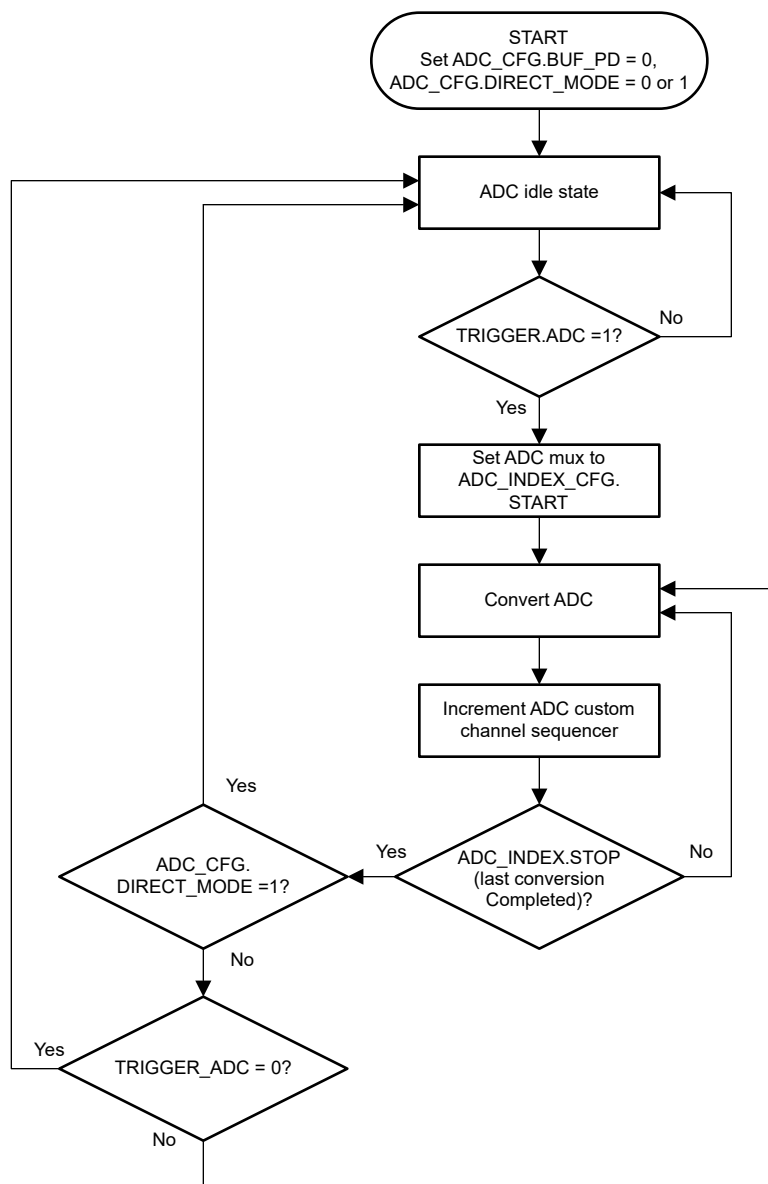 START
Set ADC_CFG.BUF_PD = 0,
ADC_CFG.DIRECT_MODE = 0 or 1
ADC idle state
TRIGGER.ADC =1?
No
Yes
Set ADC mux to
ADC_INDEX_CFG.
START
Convert ADC
Increment ADC custom
channel sequencer
ADC_INDEX.STOP
(last conversion
Completed)?
No
Yes
Yes
ADC_CFG.
DIRECT_MODE =1?
No
TRIGGER_ADC = 0?
Yes
No